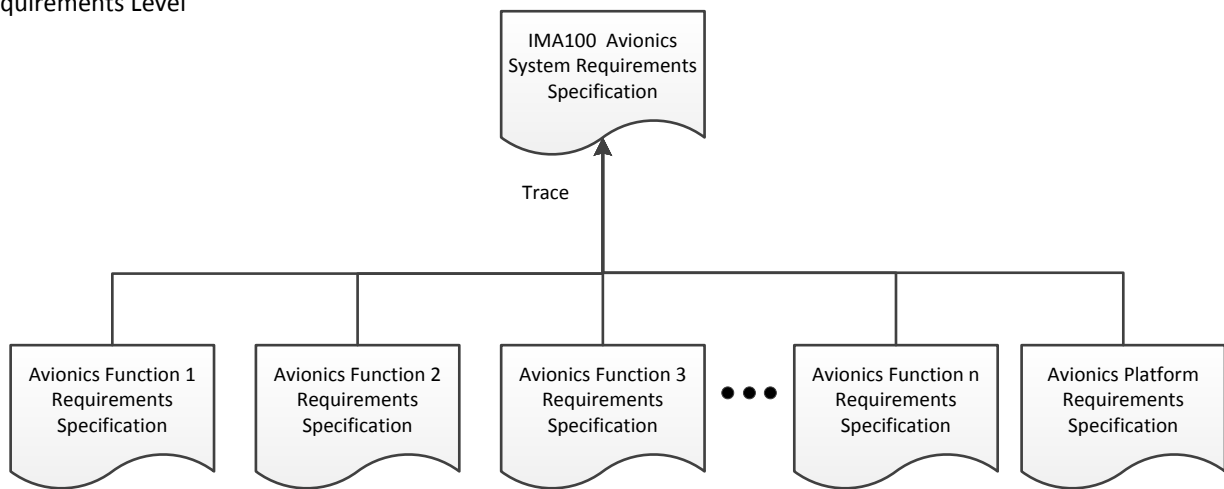 quirements Level
IMA100 Avionics
System Requirements
Specification
Trace
Avionics Function 1
Requirements
Specification
Avionics Function 2
Requirements
Specification
Avionics Function 3
Requirements
Specification
Avionics Function n
Requirements
Specification
Avionics Platform
Requirements
Specification